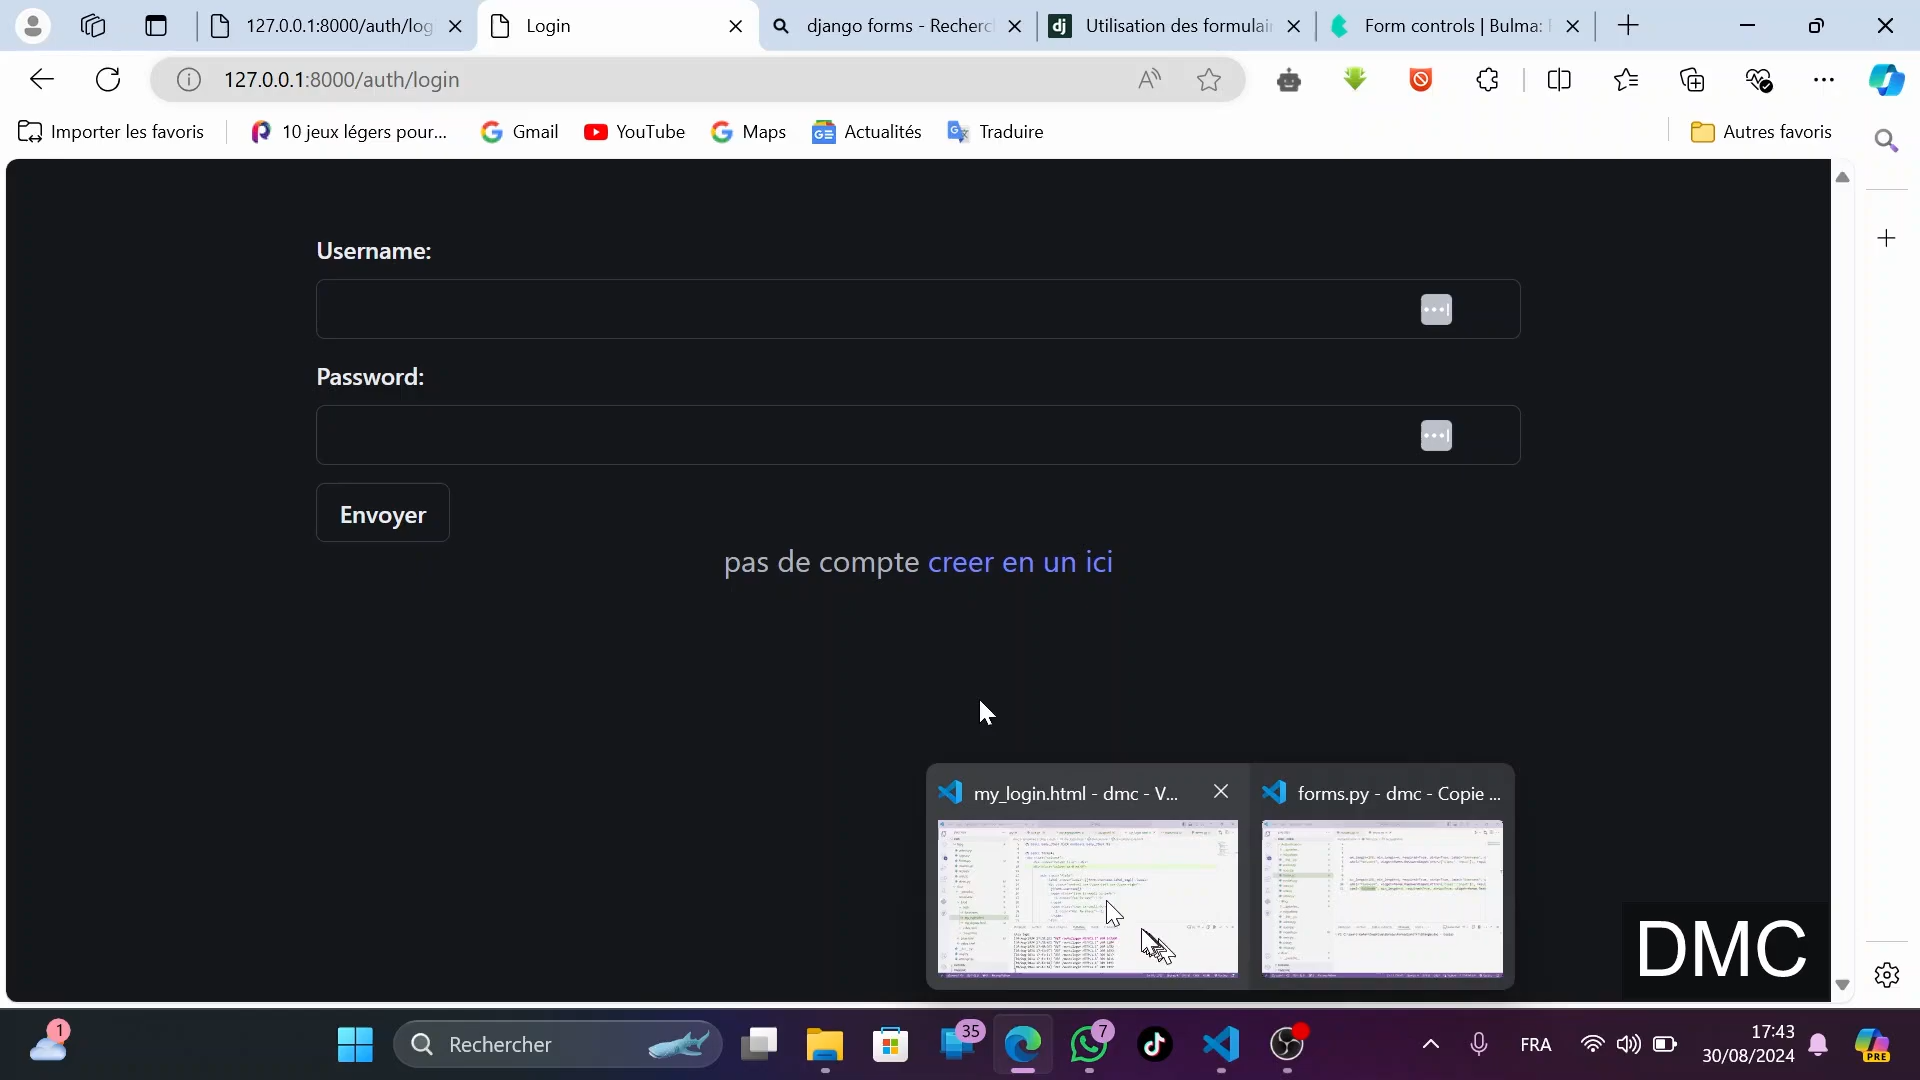 127.0.0.1:8000/auth/log
Login
django forms - Recherc
Utilisation des formulair
Form controls | Bulma:
127.0.0.1:8000/auth/login
Importer les favoris
10 jeux légers pour...
Gmail
YouTube
Maps
Actualités
Traduire
Autres favoris
Username:
Password:
Envoyer
pas de compte creer en un ici
my_login.html - dmc - V...
forms.py - dmc - Copie ...
DMC
1
Rechercher
35
7
FRA
17:43
30/08/2024
PRE